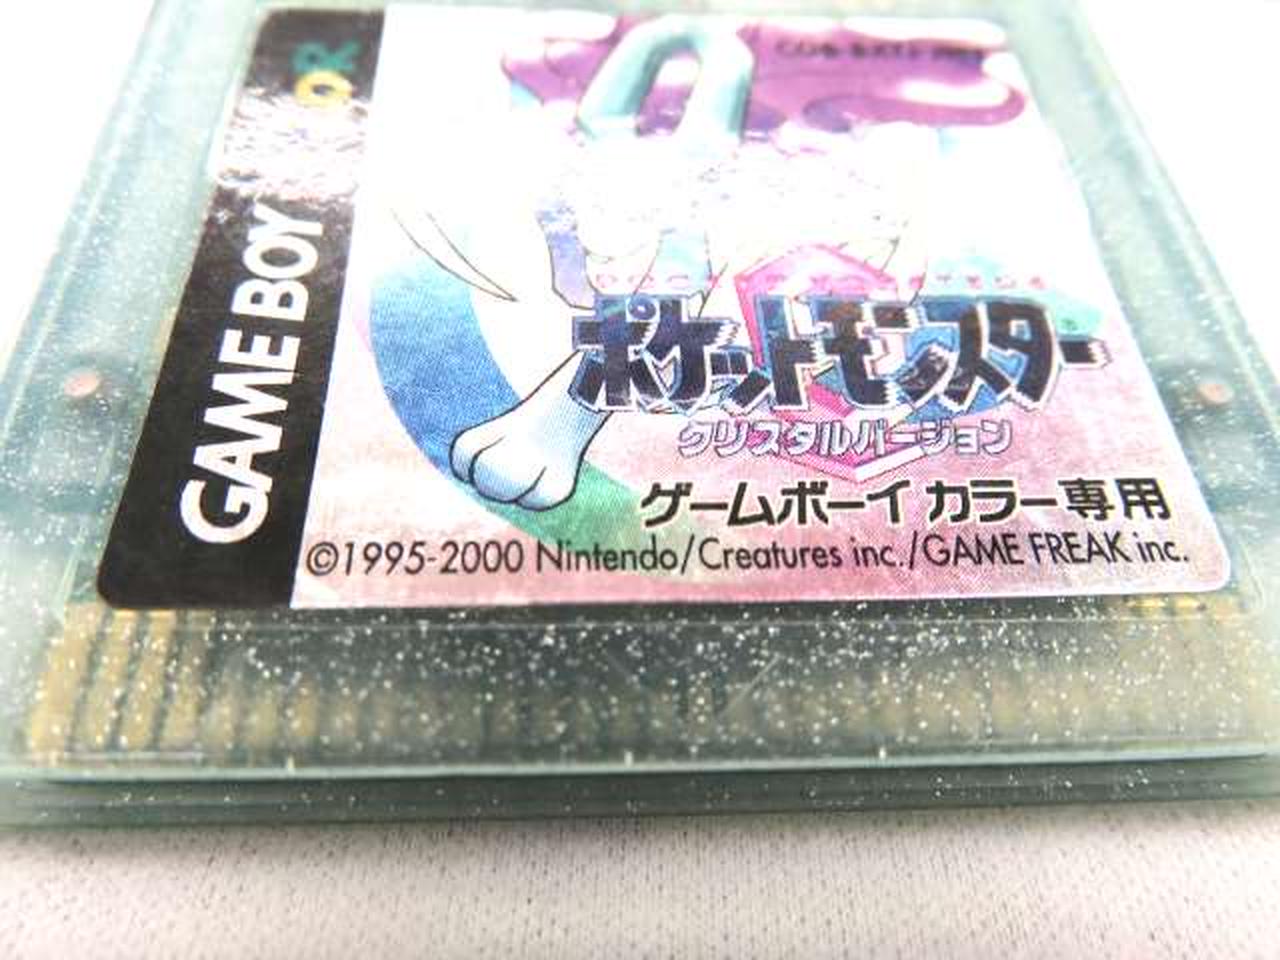 GAME BOY
ポケットモンスター
クリスタルバージョン
ゲームボーイ カラー専用
©1995-2000 Nintendo/Creatures inc./GAME FREAK inc.